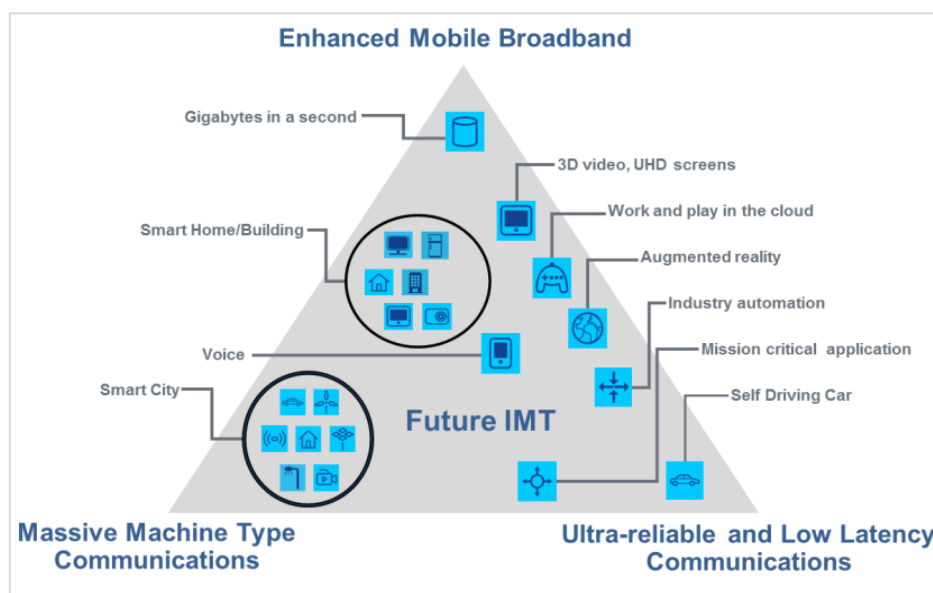 Enhanced Mobile Broadband
Gigabytes in a second
3D video, UHD screens
Work and play in the cloud
Smart Home/Building
Augmented reality
Industry automation
Voice
Mission critical application
Smart City
Self Driving Car
Future IMT
Massive Machine Type
Communications
Ultra-reliable and Low Latency
Communications